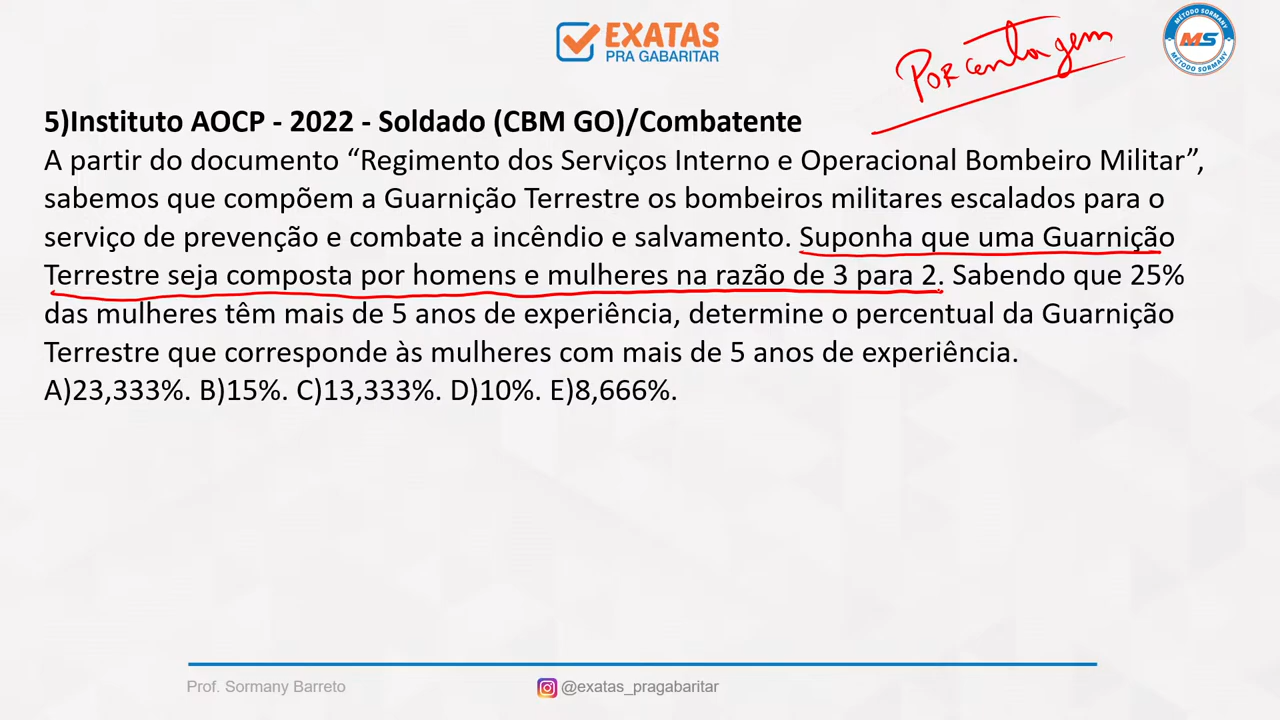 EXATAS
PRA GABARITAR
Porcentagem
MÉTODO SORMANY
MS
MÉTODO SORMANY
5)Instituto AOCP - 2022 - Soldado (CBM GO)/Combatente
A partir do documento “Regimento dos Serviços Interno e Operacional Bombeiro Militar”,
sabemos que compõem a Guarnição Terrestre os bombeiros militares escalados para o
serviço de prevenção e combate a incêndio e salvamento. Suponha que uma Guarnição
Terrestre seja composta por homens e mulheres na razão de 3 para 2. Sabendo que 25%
das mulheres têm mais de 5 anos de experiência, determine o percentual da Guarnição
Terrestre que corresponde às mulheres com mais de 5 anos de experiência.
A)23,333%. B)15%. C)13,333%. D)10%. E)8,666%.
Prof. Sormany Barreto
@exatas_pragabaritar